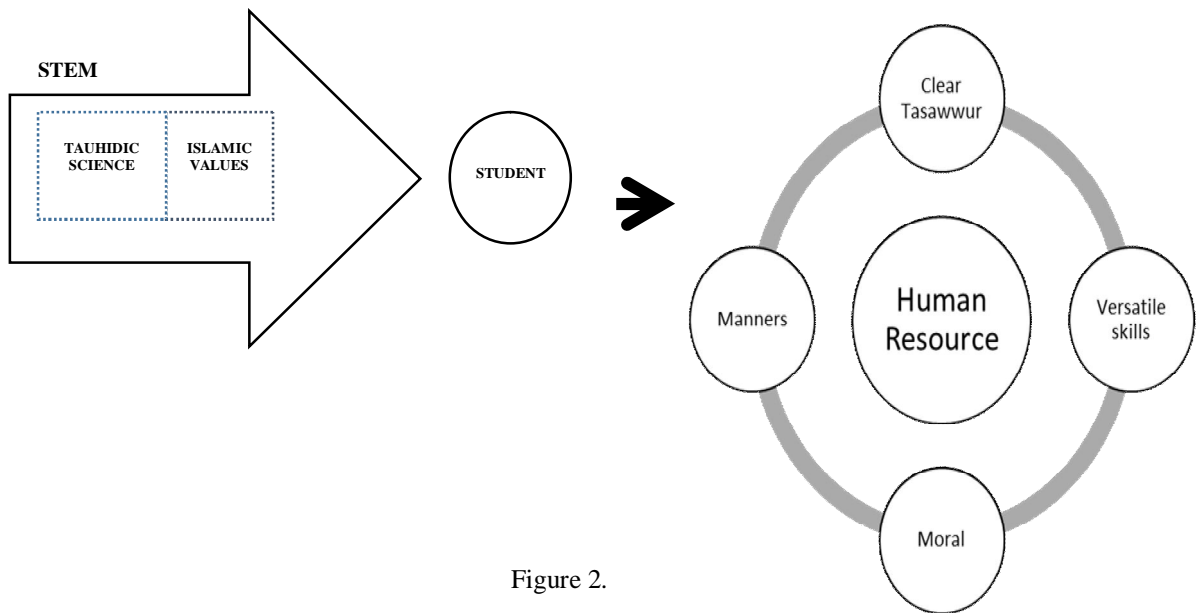 STEM
TAUHIDIC
SCIENCE
ISLAMIC
VALUES
STUDENT
Clear
Tasawwur
Manners
Human
Resource
Versatile
skills
Moral
Figure 2.